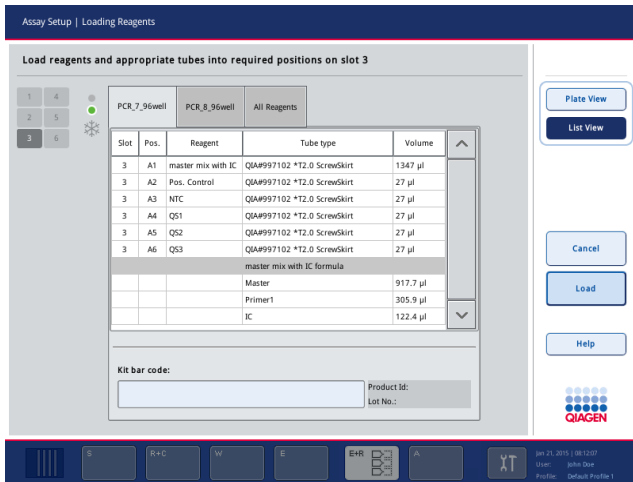 Assay Setup | Loading Reagents
Load reagents and appropriate tubes into required positions on slot 3
1 4
2 5
3 6
PCR_7_96well PCR_8_96well All Reagents
Slot Pos. Reagent Tube type Volume
3 A1 master mix with IC QIA#997102 *T2.0 ScrewSkirt 1347 µl
3 A2 Pos. Control QIA#997102 *T2.0 ScrewSkirt 27 µl
3 A3 NTC QIA#997102 *T2.0 ScrewSkirt 27 µl
3 A4 QS1 QIA#997102 *T2.0 ScrewSkirt 27 µl
3 A5 QS2 QIA#997102 *T2.0 ScrewSkirt 27 µl
3 A6 QS3 QIA#997102 *T2.0 ScrewSkirt 27 µl
master mix with IC formula
Master 917.7 µl
Primer1 305.9 µl
IC 122.4 µl
Kit bar code:
Product Id:
Lot No.:
Plate View
List View
Cancel
Load
Help
QIAGEN
S R+C W E E+R A
Jan 21, 2015 | 08:12:07
User: John Doe
Profile: Default Profile 1